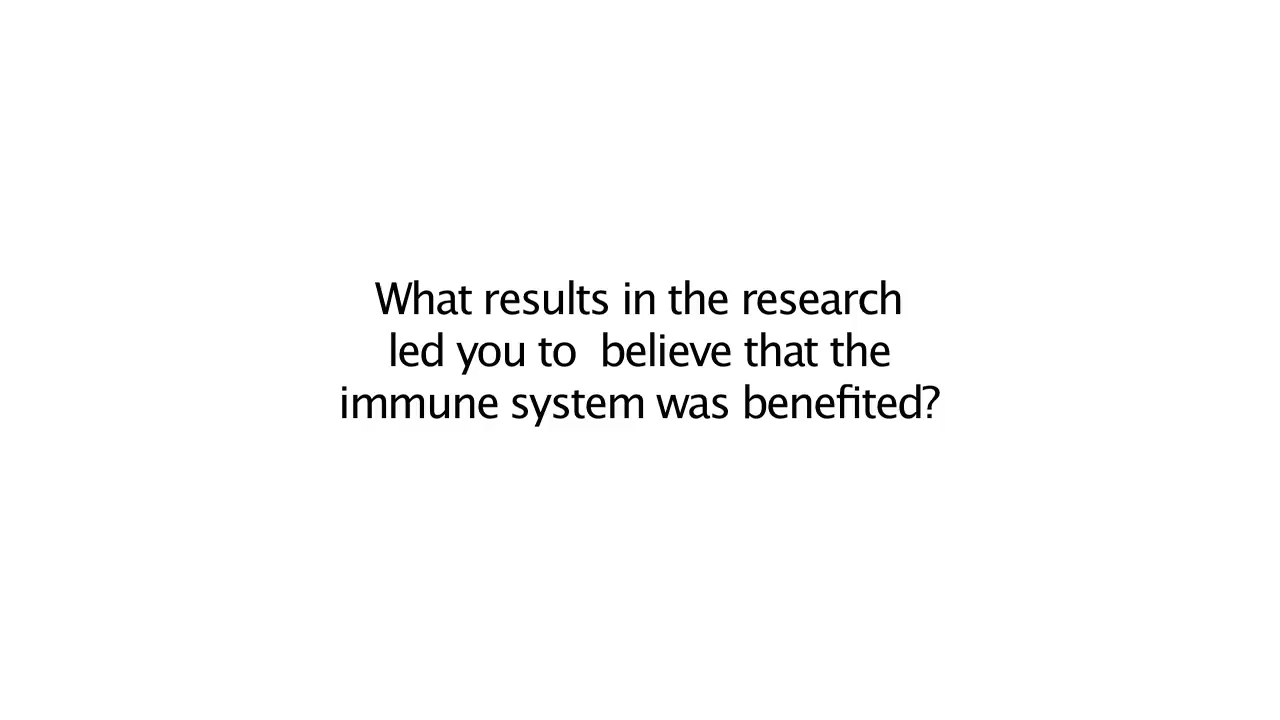 What results in the research
led you to  believe that the
immune system was benefited?